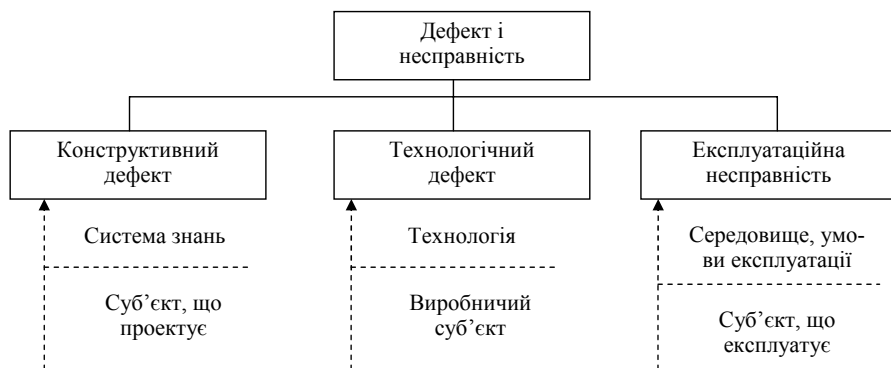 Дефект і
несправність
Конструктивний
дефект
Технологічний
дефект
Експлуатаційна
несправність
Система знань
Технологія
Середовище, умо-
ви експлуатації
Суб’єкт, що
проектує
Виробничий
суб’єкт
Суб’єкт, що
експлуатує